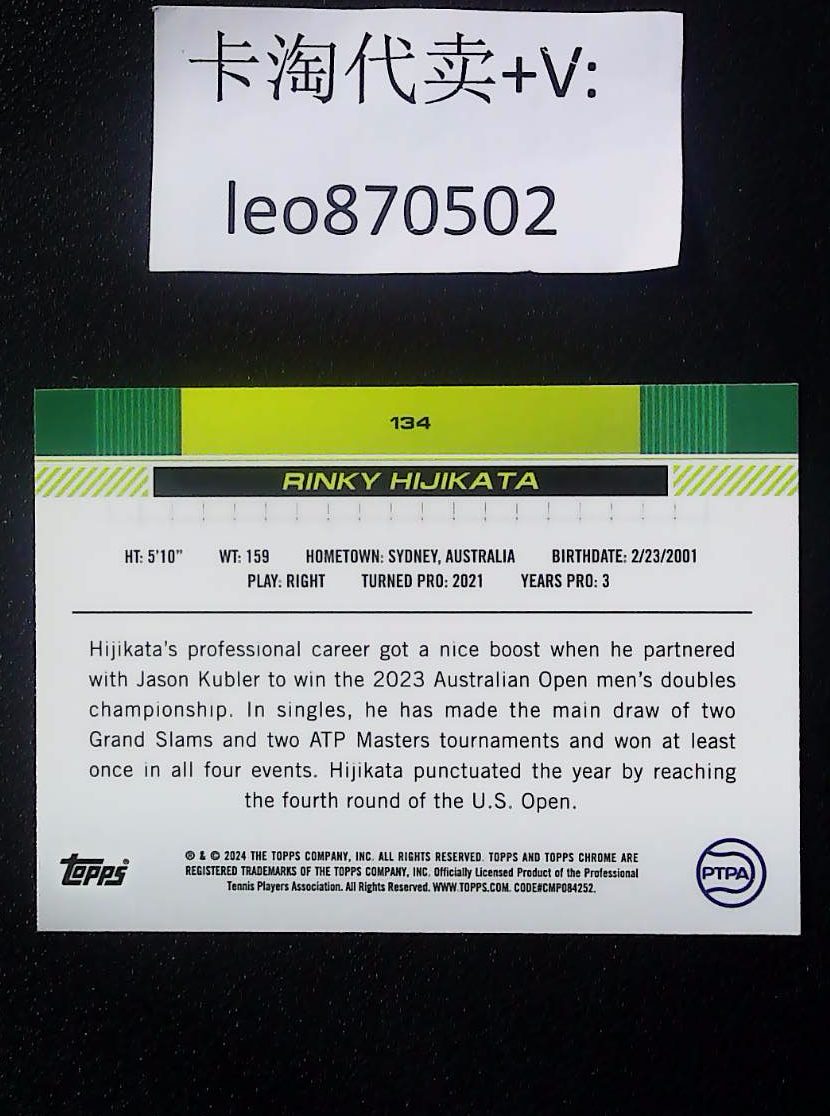 卡淘代卖+V:
leo870502
134
RINKY HIJIKATA
HT: 5'10" WT: 159 HOMETOWN: SYDNEY, AUSTRALIA BIRTHDATE: 2/23/2001
PLAY: RIGHT TURNED PRO: 2021 YEARS PRO: 3
Hijikata's professional career got a nice boost when he partnered
with Jason Kubler to win the 2023 Australian Open men's doubles
championship. In singles, he has made the main draw of two
Grand Slams and two ATP Masters tournaments and won at least
once in all four events. Hijikata punctuated the year by reaching
the fourth round of the U.S. Open.
Topps®
® & © 2024 THE TOPPS COMPANY, INC. ALL RIGHTS RESERVED. TOPPS AND TOPPS CHROME ARE
REGISTERED TRADEMARKS OF THE TOPPS COMPANY, INC. Officially Licensed Product of the Professional
Tennis Players Association. All Rights Reserved. WWW.TOPPS.COM. CODE#CMP084252.
PTPA